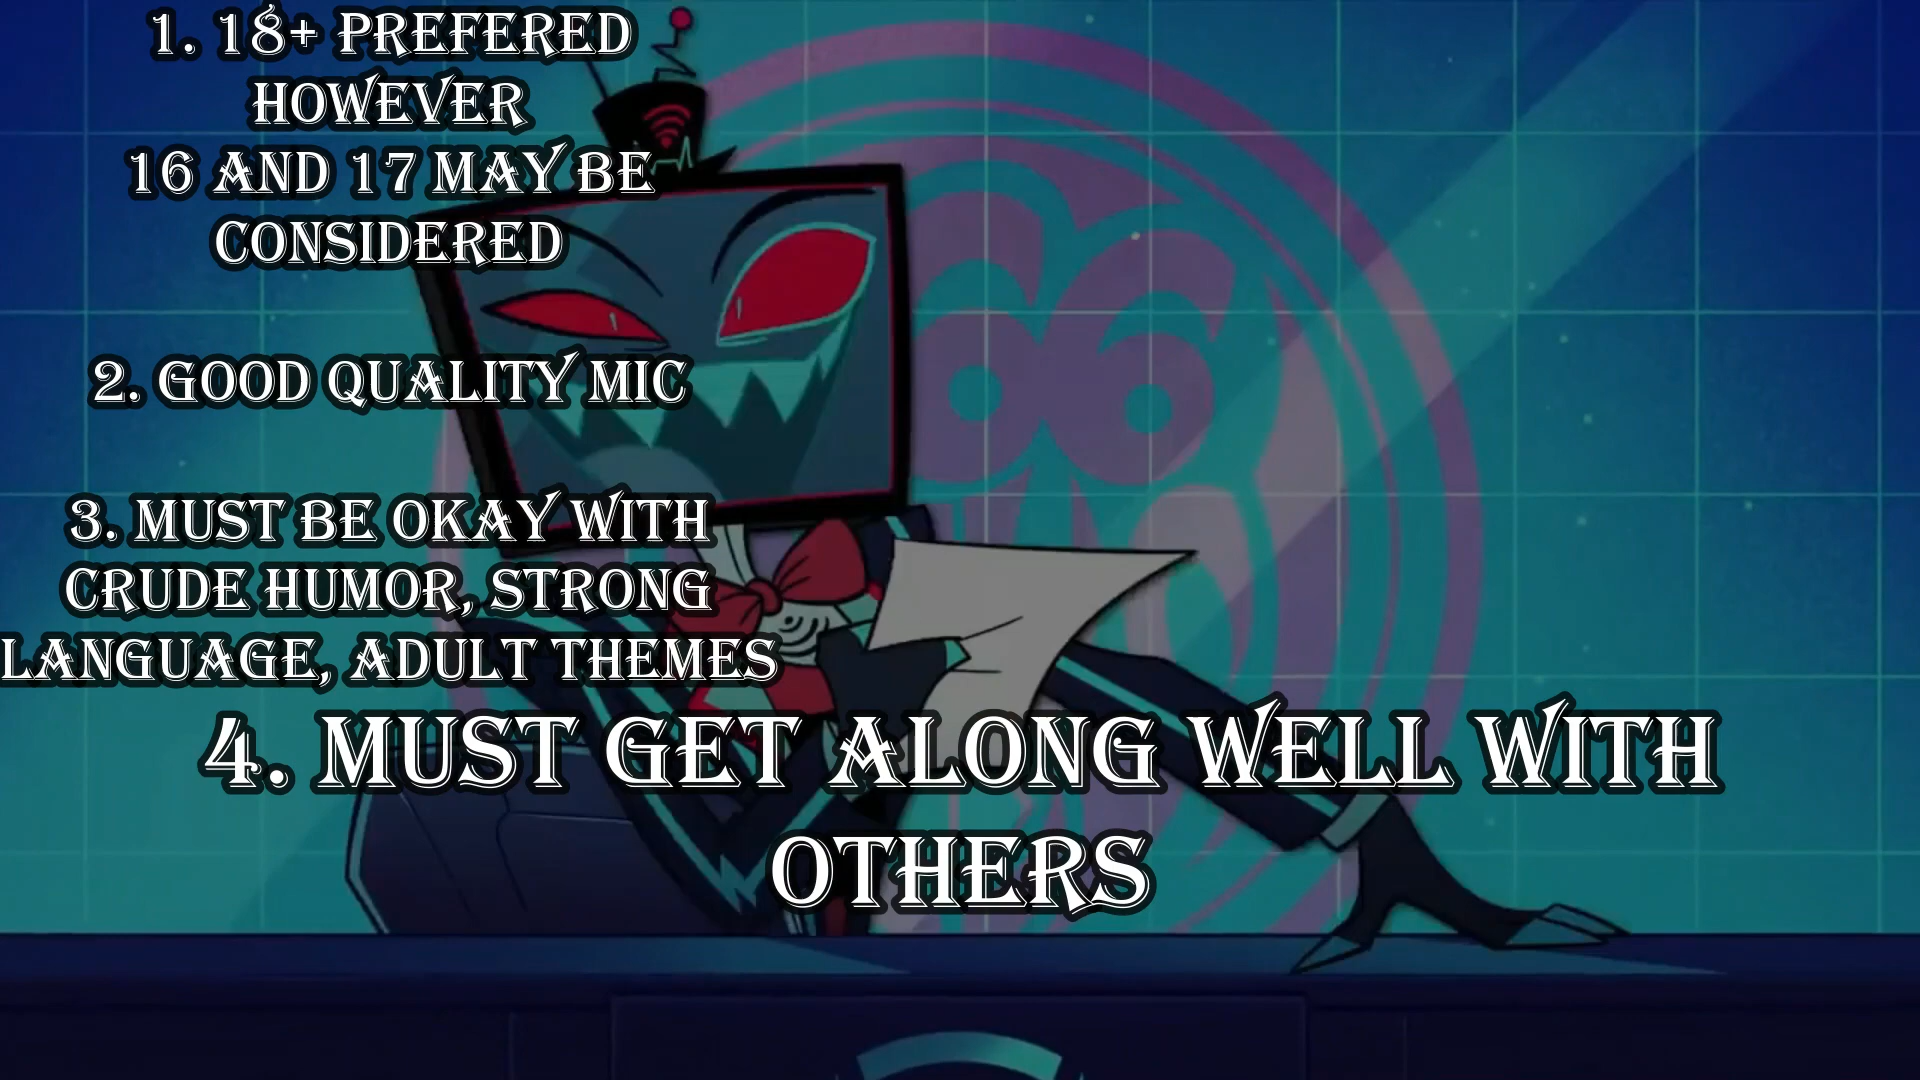 1. 18+ PREFERED
HOWEVER
16 AND 17 MAY BE
CONSIDERED
2. GOOD QUALITY MIC
3. MUST BE OKAY WITH
CRUDE HUMOR, STRONG
LANGUAGE, ADULT THEMES
4. MUST GET ALONG WELL WITH
OTHERS
66